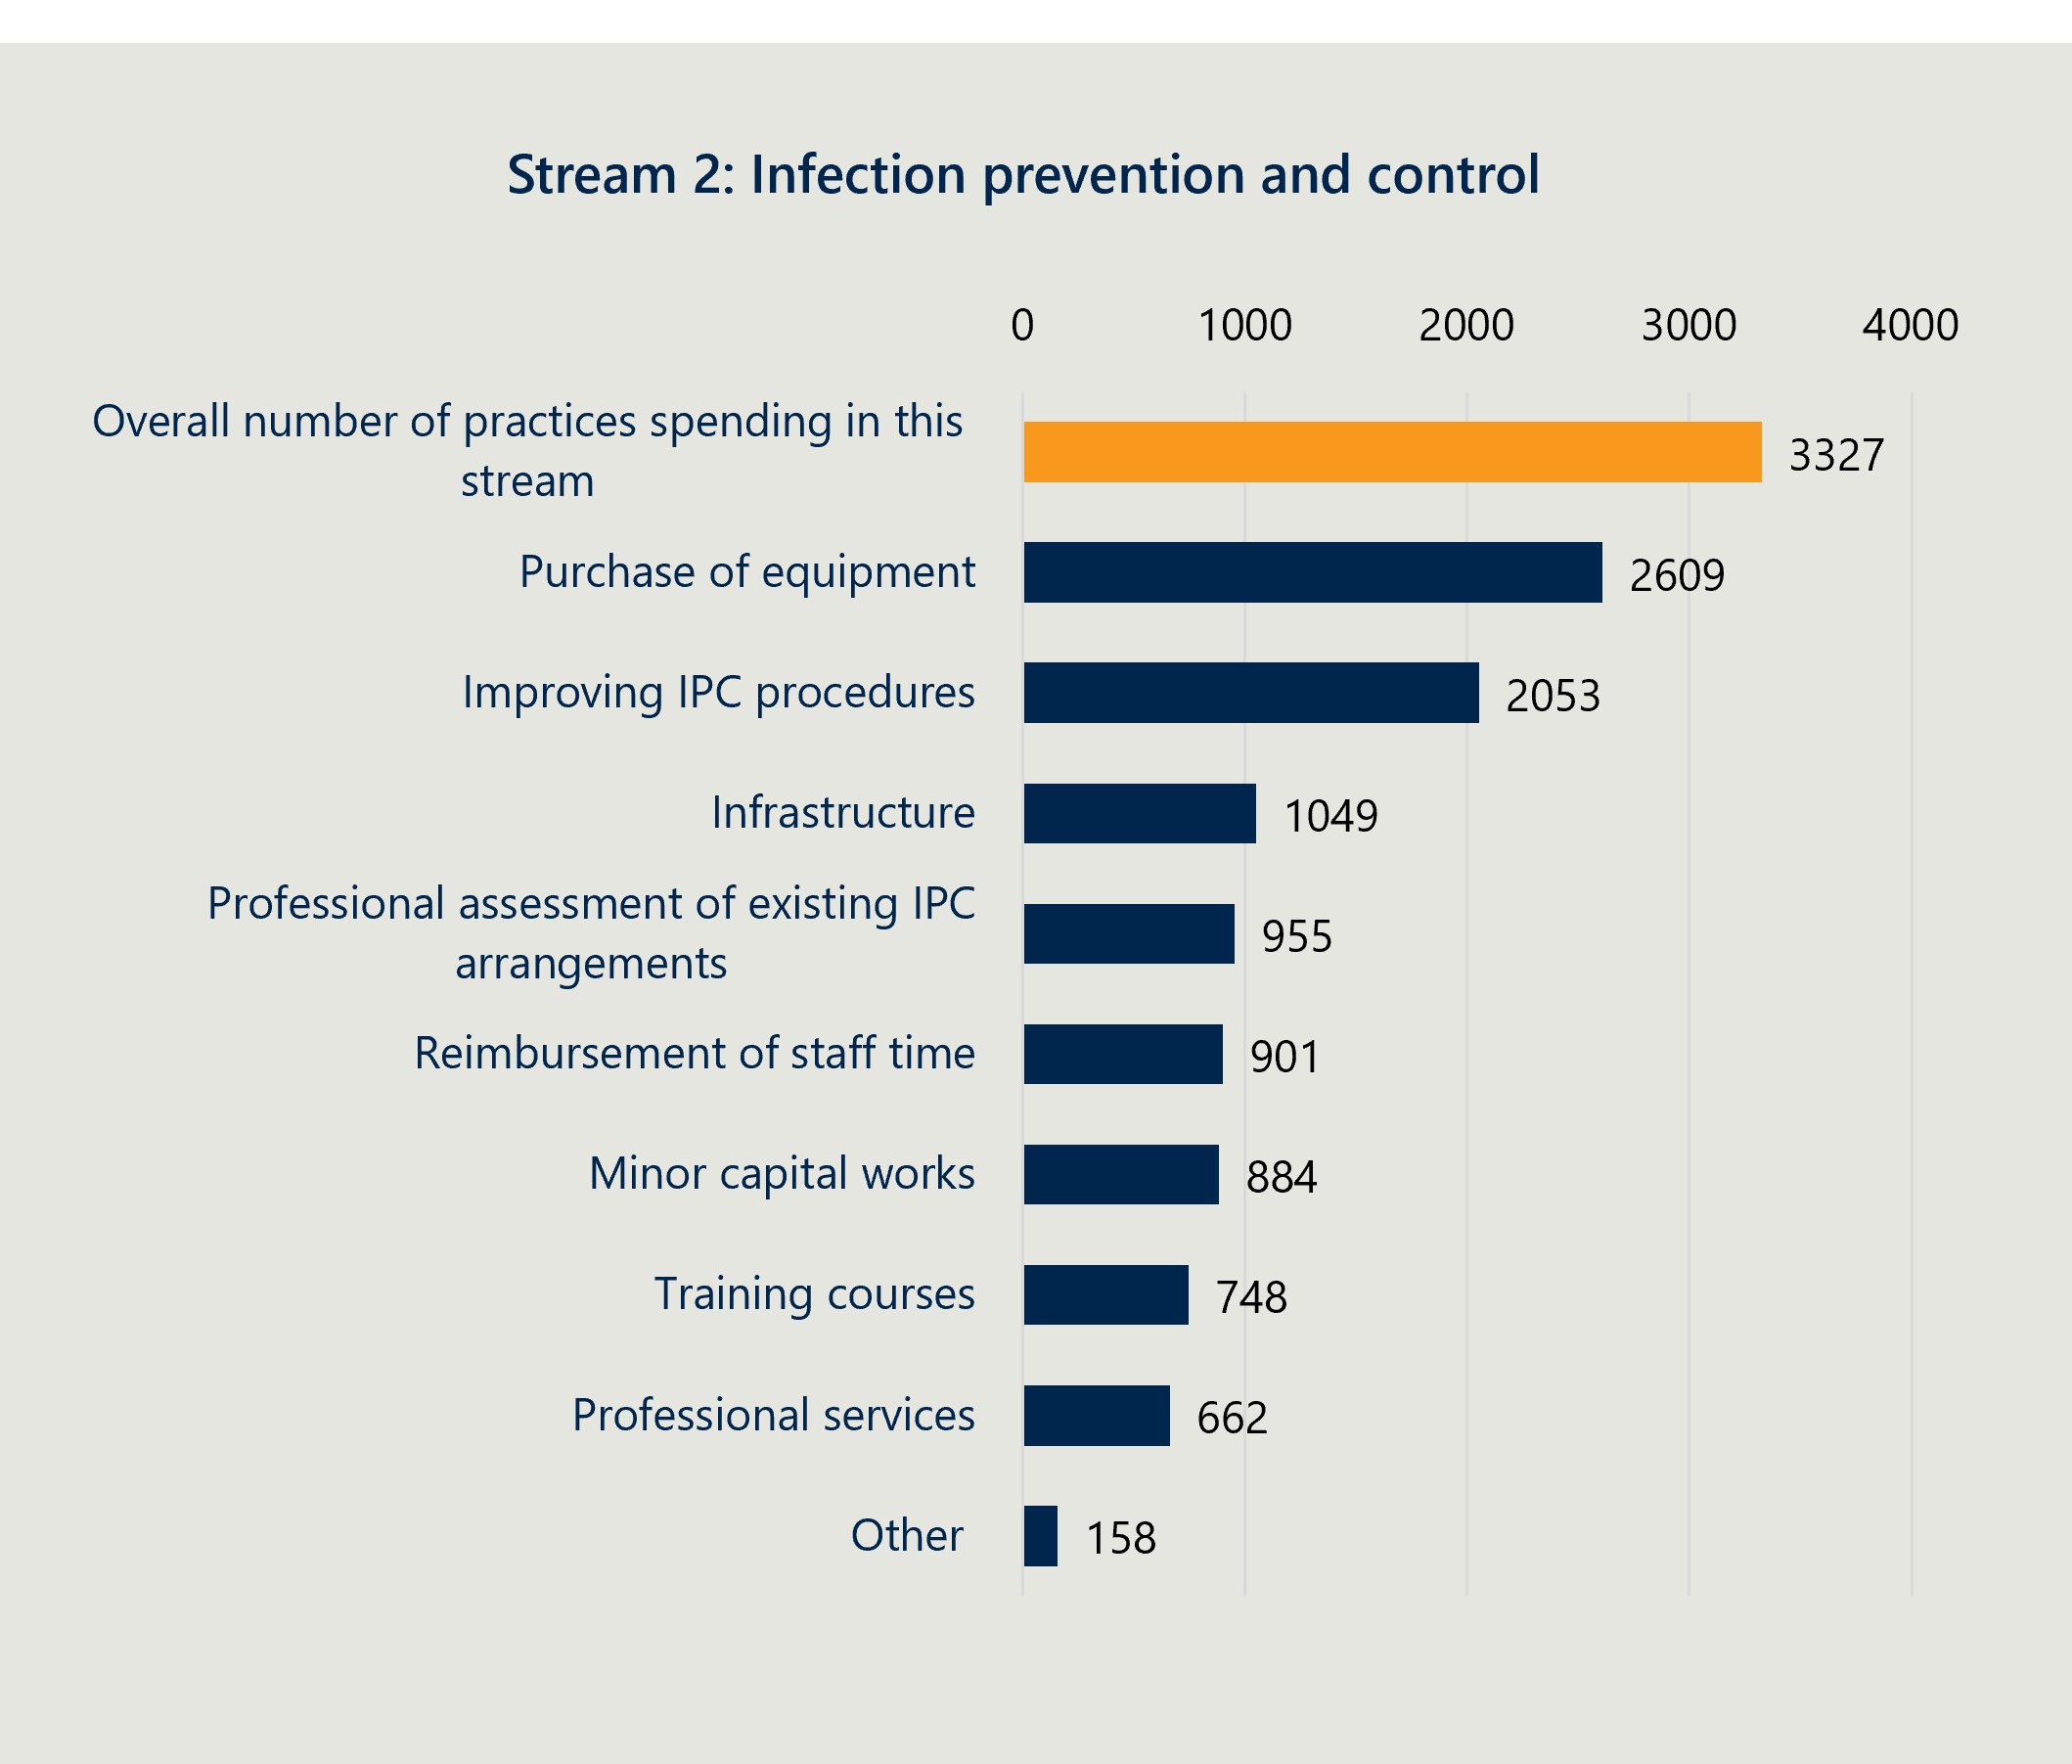 Stream 2: Infection prevention and control
0 1000 2000 3000 4000
Overall number of practices spending in this
stream
3327
Purchase of equipment 2609
Improving IPC procedures 2053
Infrastructure 1049
Professional assessment of existing IPC
arrangements
955
Reimbursement of staff time 901
Minor capital works 884
Training courses 748
Professional services 662
Other 158